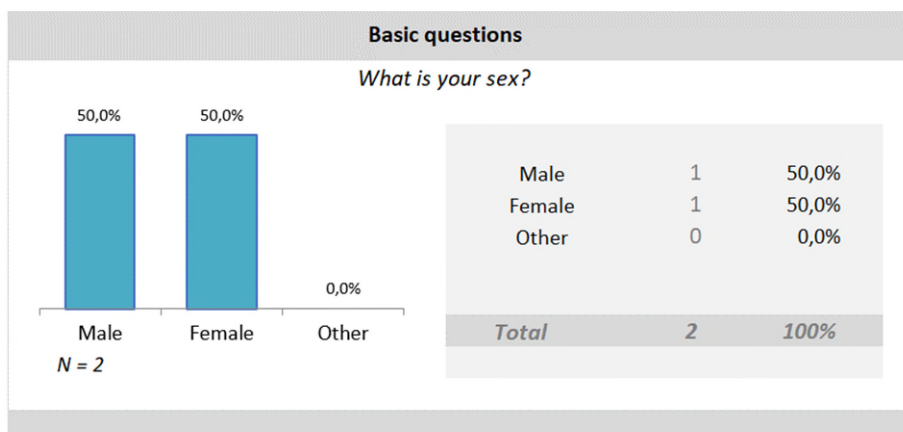 Basic questions
What is your sex?
50,0% 50,0%
0,0%
Male Female Other
N = 2
Male 1 50,0%
Female 1 50,0%
Other 0 0,0%
Total 2 100%